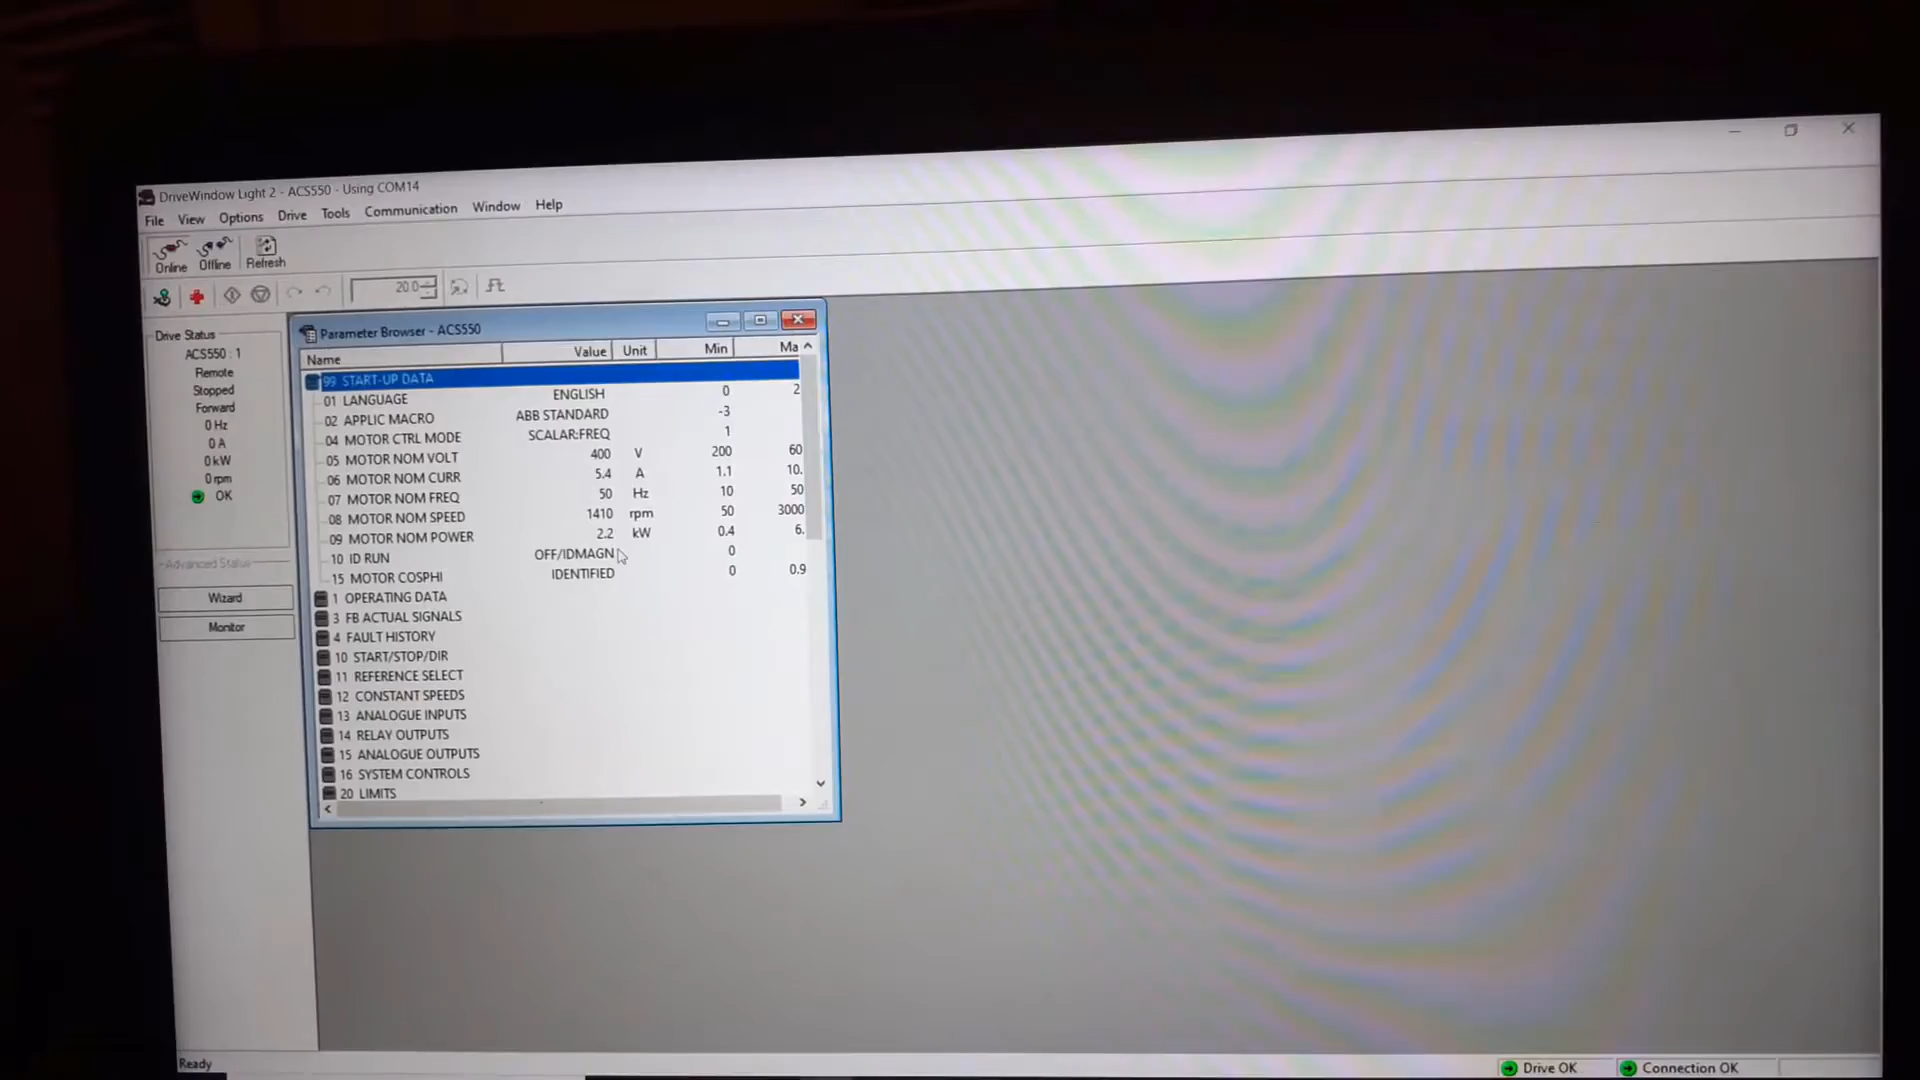 DriveWindow Light 2 - ACS550 - Using COM14
File View Options Drive Tools Communication Window Help
Online Offline Refresh
20.0
Drive Status
ACS550 : 1
Remote
Stopped
Forward
0 Hz
0 A
0 kW
0 rpm
OK
Advanced Status
Wizard
Monitor
Parameter Browser - ACS550
Name Value Unit Min Ma
99 START-UP DATA
01 LANGUAGE ENGLISH 0 2
02 APPLIC MACRO ABB STANDARD -3
04 MOTOR CTRL MODE SCALAR:FREQ 1
05 MOTOR NOM VOLT 400 V 200 60
06 MOTOR NOM CURR 5.4 A 1.1 10.
07 MOTOR NOM FREQ 50 Hz 10 50
08 MOTOR NOM SPEED 1410 rpm 50 3000
09 MOTOR NOM POWER 2.2 kW 0.4 6.
10 ID RUN OFF/IDMAGN 0
15 MOTOR COSPHI IDENTIFIED 0 0.9
1 OPERATING DATA
3 FB ACTUAL SIGNALS
4 FAULT HISTORY
10 START/STOP/DIR
11 REFERENCE SELECT
12 CONSTANT SPEEDS
13 ANALOGUE INPUTS
14 RELAY OUTPUTS
15 ANALOGUE OUTPUTS
16 SYSTEM CONTROLS
20 LIMITS
Ready
Drive OK
Connection OK